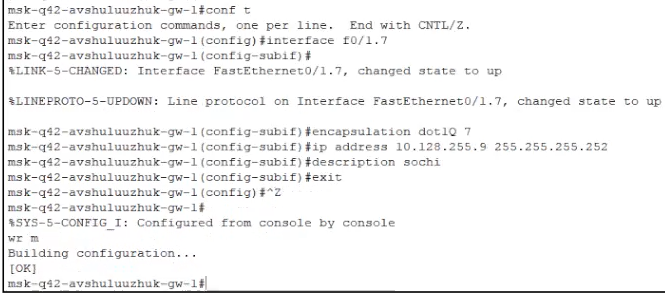 msk-q42-avshuluuzhuk-gw-1#conf t
Enter configuration commands, one per line.  End with CNTL/Z.
msk-q42-avshuluuzhuk-gw-1(config)#interface f0/1.7
msk-q42-avshuluuzhuk-gw-1(config-subif)#
%LINK-5-CHANGED: Interface FastEthernet0/1.7, changed state to up
%LINEPROTO-5-UPDOWN: Line protocol on Interface FastEthernet0/1.7, changed state to up
msk-q42-avshuluuzhuk-gw-1(config-subif)#encapsulation dot1Q 7
msk-q42-avshuluuzhuk-gw-1(config-subif)#ip address 10.128.255.9 255.255.255.252
msk-q42-avshuluuzhuk-gw-1(config-subif)#description sochi
msk-q42-avshuluuzhuk-gw-1(config-subif)#exit
msk-q42-avshuluuzhuk-gw-1(config)#^Z
msk-q42-avshuluuzhuk-gw-1#
%SYS-5-CONFIG_I: Configured from console by console
wr m
Building configuration...
[OK]
msk-q42-avshuluuzhuk-gw-1#